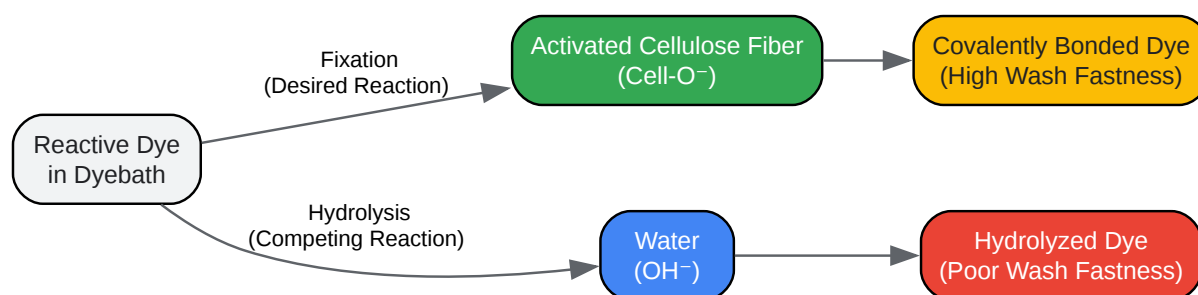 Reactive Dye
in Dyebath
Fixation
(Desired Reaction)
Activated Cellulose Fiber
(Cell-O⁻)
Covalently Bonded Dye
(High Wash Fastness)
Hydrolysis
(Competing Reaction)
Water
(OH⁻)
Hydrolyzed Dye
(Poor Wash Fastness)